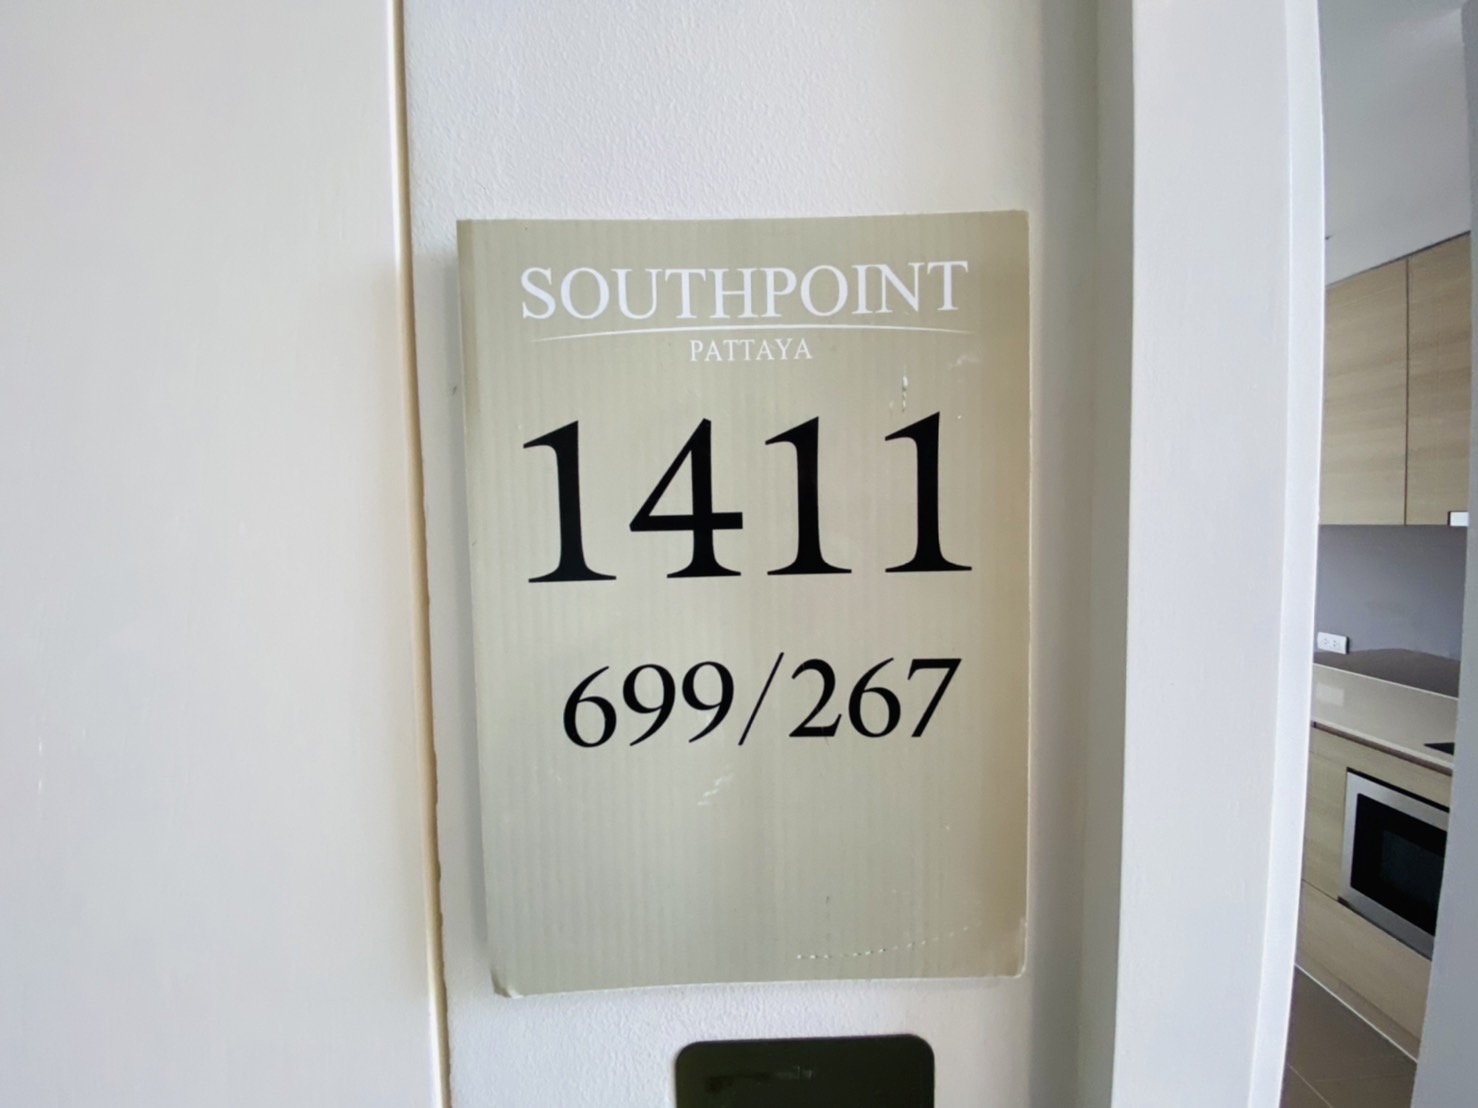 SOUTHPOINT
PATTAYA
1411
699/267